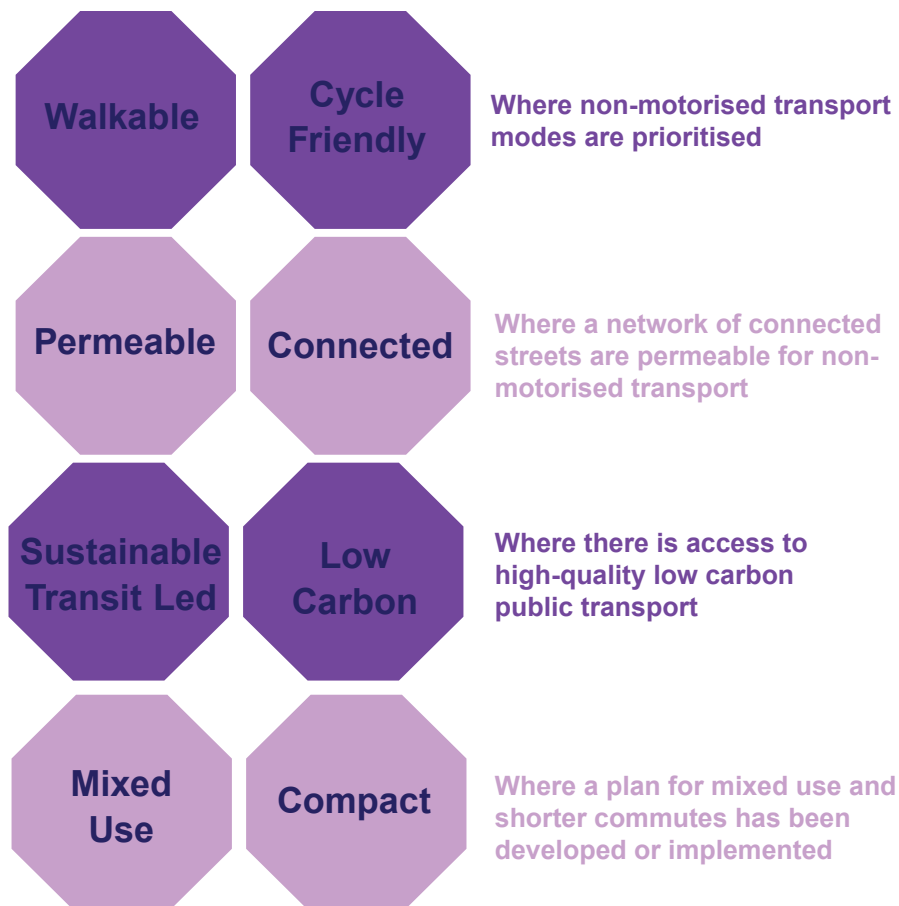 Walkable
Cycle
Friendly
Where non-motorised transport
modes are prioritised
Permeable
Connected
Where a network of connected
streets are permeable for non-
motorised transport
Sustainable
Transit Led
Low
Carbon
Where there is access to
high-quality low carbon
public transport
Mixed
Use
Compact
Where a plan for mixed use and
shorter commutes has been
developed or implemented